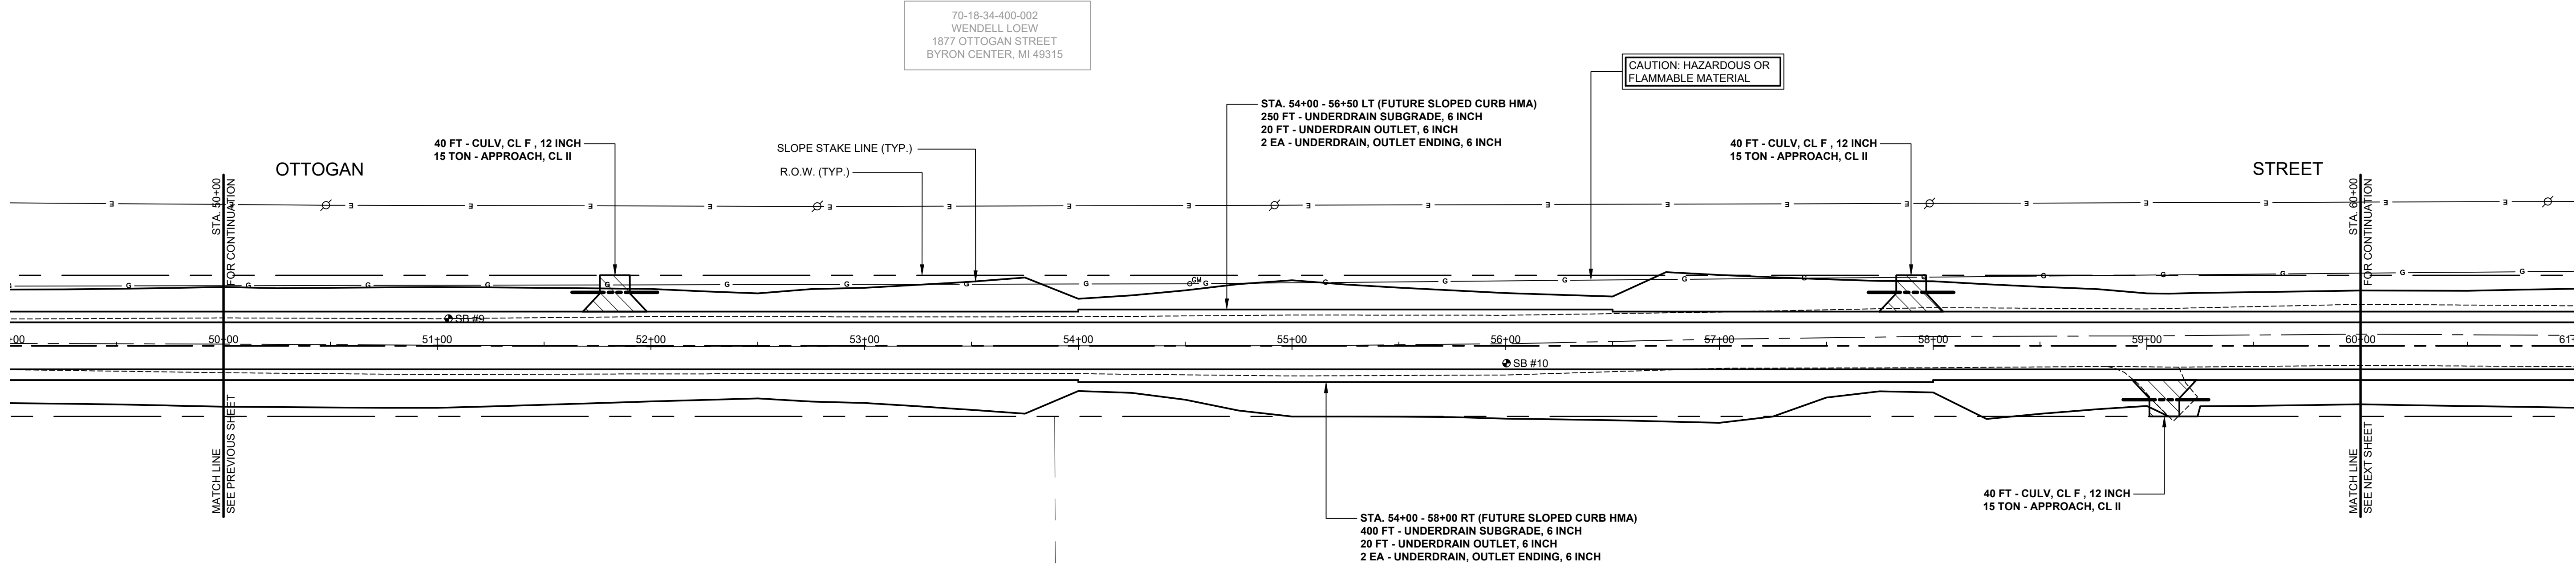 70-18-34-400-002
WENDELL LOEW
1877 OTTOGAN STREET
BYRON CENTER, MI 49315
CAUTION: HAZARDOUS OR
FLAMMABLE MATERIAL
STA. 54+00 - 56+50 LT (FUTURE SLOPED CURB HMA)
250 FT - UNDERDRAIN SUBGRADE, 6 INCH
20 FT - UNDERDRAIN OUTLET, 6 INCH
2 EA - UNDERDRAIN, OUTLET ENDING, 6 INCH
40 FT - CULV, CL F , 12 INCH
15 TON - APPROACH, CL II
SLOPE STAKE LINE (TYP.)
R.O.W. (TYP.)
40 FT - CULV, CL F , 12 INCH
15 TON - APPROACH, CL II
OTTOGAN
STREET
STA. 50+00
FOR CONTINUATION
STA. 60+00
FOR CONTINUATION
E E E E E E E E E E E E E E E E E E E E E
G G G G G G G G G GM G G G G G G G G G G G G
SB #9
+00 50+00 51+00 52+00 53+00 54+00 55+00 56+00 57+00 58+00 59+00 60+00 61+
SB #10
MATCH LINE
SEE PREVIOUS SHEET
MATCH LINE
SEE NEXT SHEET
40 FT - CULV, CL F , 12 INCH
15 TON - APPROACH, CL II
STA. 54+00 - 58+00 RT (FUTURE SLOPED CURB HMA)
400 FT - UNDERDRAIN SUBGRADE, 6 INCH
20 FT - UNDERDRAIN OUTLET, 6 INCH
2 EA - UNDERDRAIN, OUTLET ENDING, 6 INCH